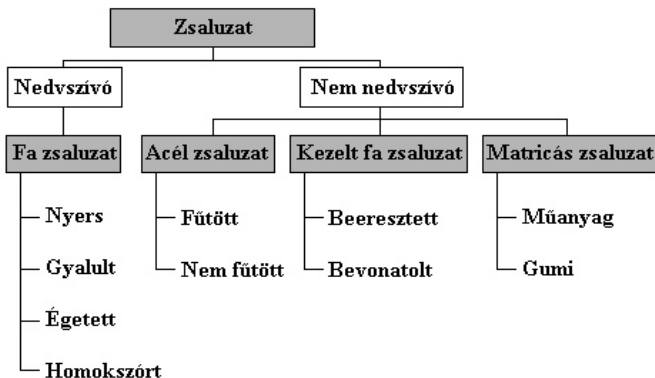 Zsaluzat
Nedvszívó
Nem nedvszívó
Fa zsaluzat
Acél zsaluzat
Kezelt fa zsaluzat
Matricás zsaluzat
Nyers
Gyalult
Égetett
Homokszórt
Fűtött
Nem fűtött
Beeresztett
Bevonatolt
Műanyag
Gumi